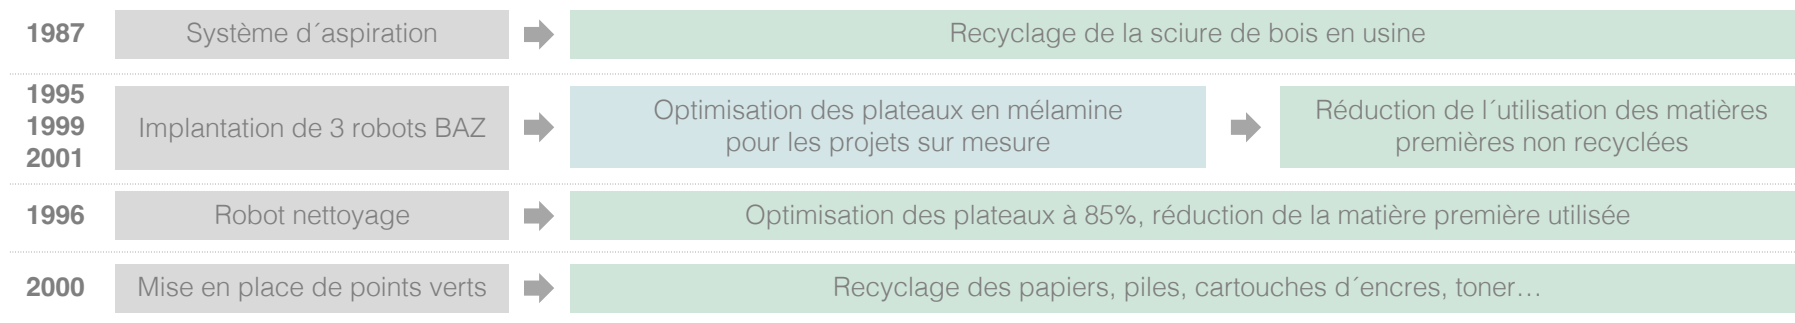 1987
Système d´aspiration
Recyclage de la sciure de bois en usine
1995
1999
2001
Implantation de 3 robots BAZ
Optimisation des plateaux en mélamine
pour les projets sur mesure
Réduction de l´utilisation des matières
premières non recyclées
1996
Robot nettoyage
Optimisation des plateaux à 85%, réduction de la matière première utilisée
2000
Mise en place de points verts
Recyclage des papiers, piles, cartouches d´encres, toner…